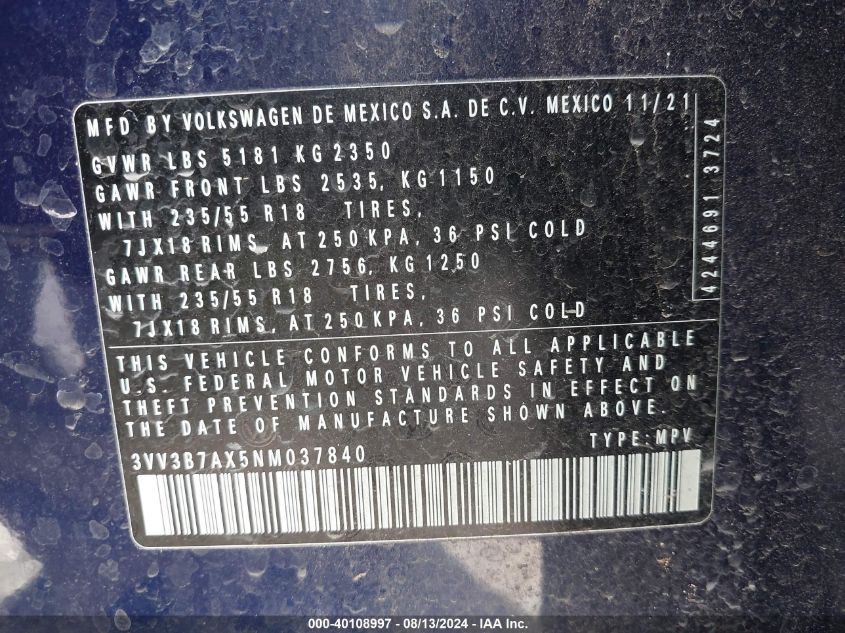 MFD BY VOLKSWAGEN DE MEXICO S.A. DE C.V. MEXICO 11/21
GVWR LBS 5181 KG 2350
GAWR FRONT LBS 2535, KG 1150
WITH 235/55 R18 TIRES,
7JX18 RIMS, AT 250 KPA, 36 PSI COLD
GAWR REAR LBS 2756, KG 1250
WITH 235/55 R18 TIRES,
7JX18 RIMS, AT 250 KPA, 36 PSI COLD
4244691 3724
THIS VEHICLE CONFORMS TO ALL APPLICABLE
U.S. FEDERAL MOTOR VEHICLE SAFETY AND
THEFT PREVENTION STANDARDS IN EFFECT ON
THE DATE OF MANUFACTURE SHOWN ABOVE.
3VV3B7AX5NM037840 TYPE:MPV
000-40108997 - 08/13/2024 - IAA Inc.